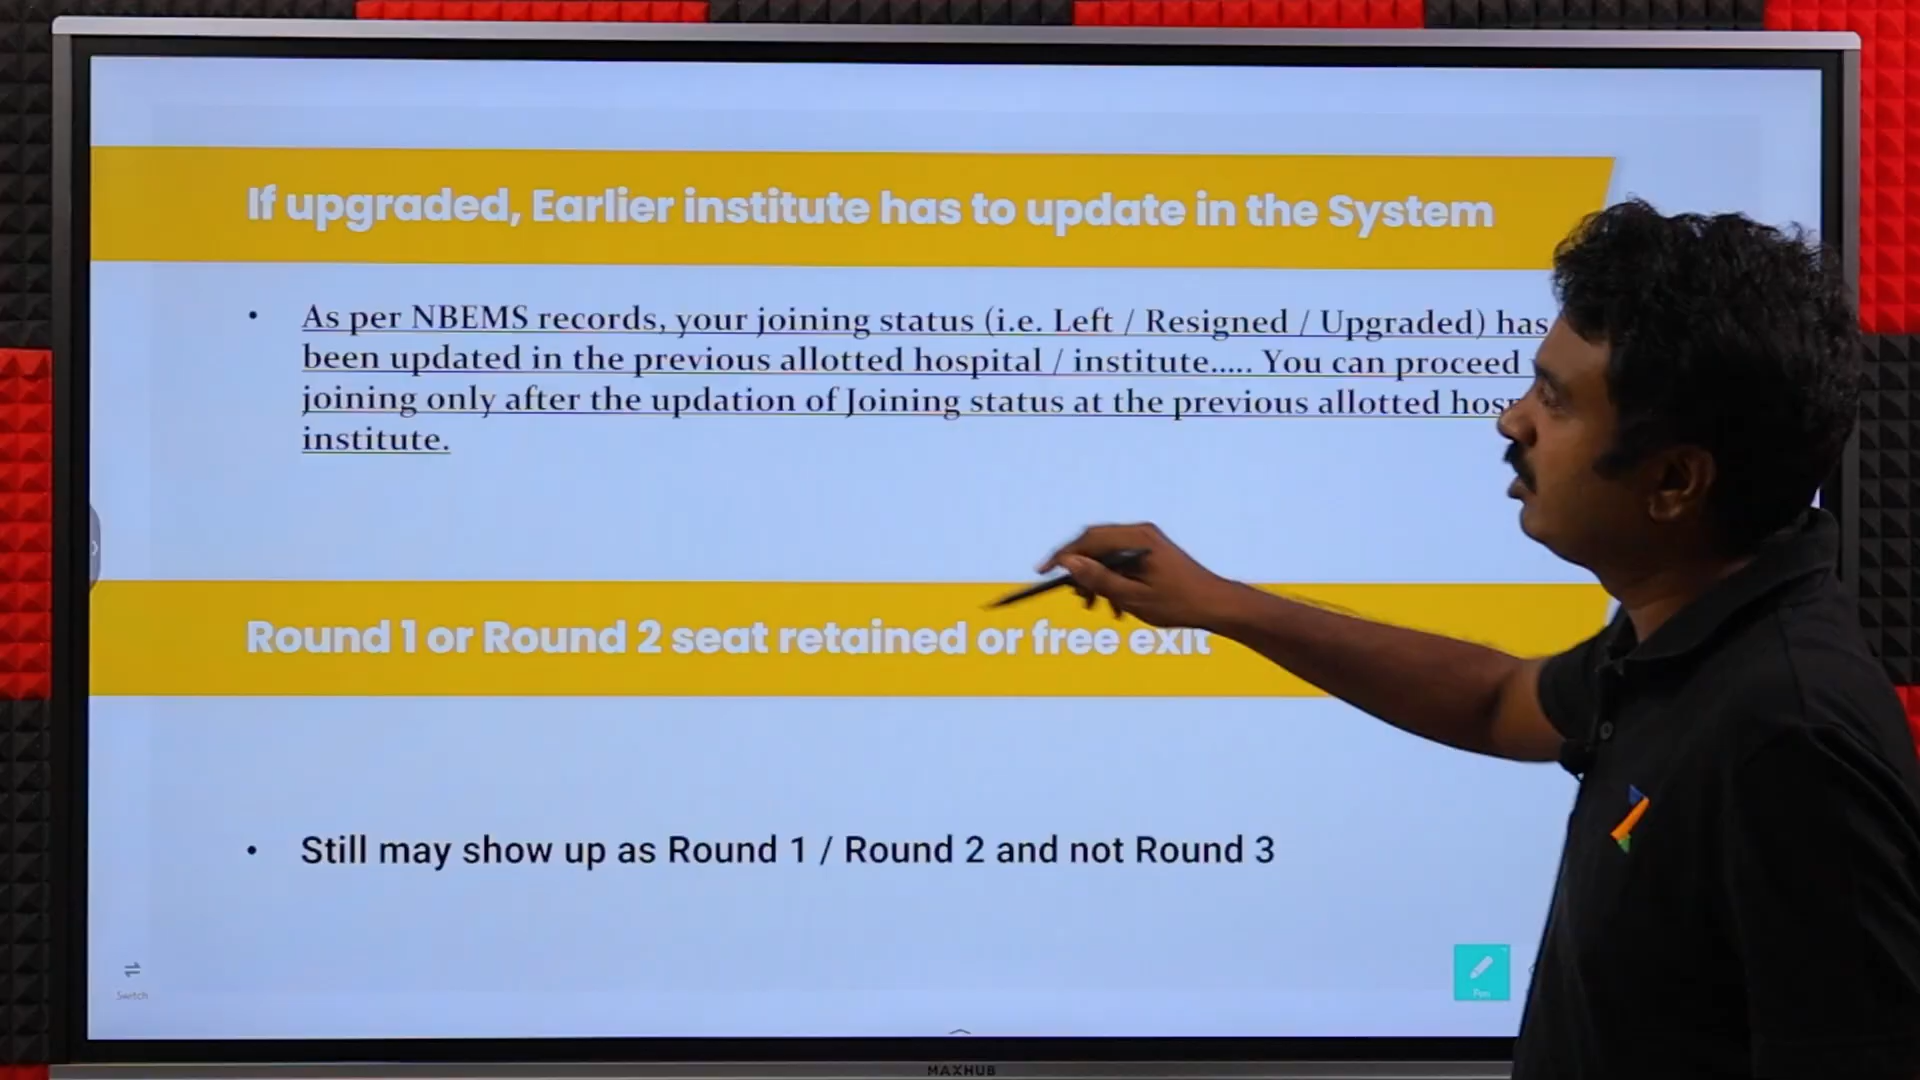 If upgraded, Earlier institute has to update in the System
• As per NBEMS records, your joining status (i.e. Left / Resigned / Upgraded) has
been updated in the previous allotted hospital / institute..... You can proceed
joining only after the updation of Joining status at the previous allotted
institute.
Round 1 or Round 2 seat retained or free exit
• Still may show up as Round 1 / Round 2 and not Round 3
Switch
Pen
MAXHUB